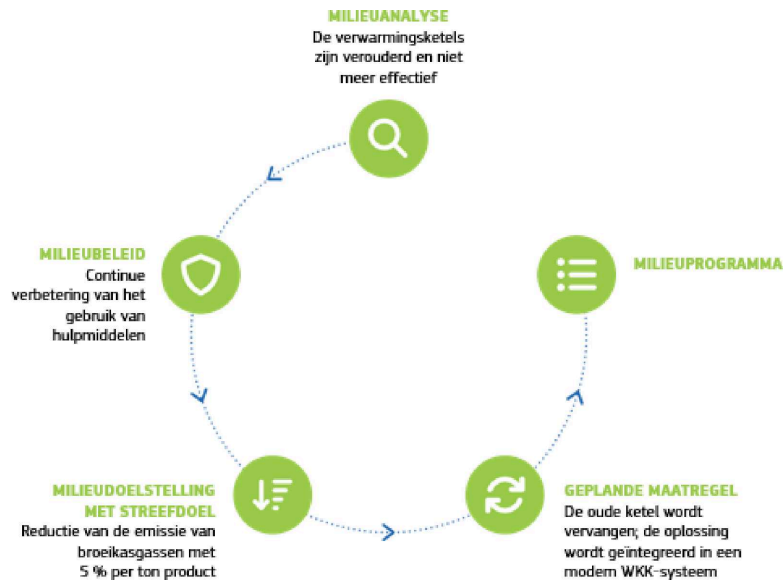 MILIEUANALYSE
De verwarmingsketels
zijn verouderd en niet
meer effectief
MILIEUBELEID
Continue
verbetering van het
gebruik van
hulpmiddelen
MILIEUPROGRAMMA
MILIEUDOELSTELLING
MET STREEFDOEL
Reductie van de emissie van
broeikasgassen met
5 % per ton product
GEPLANDE MAATREGEL
De oude ketel wordt
vervangen; de oplossing
wordt geïntegreerd in een
modern WKK-systeem